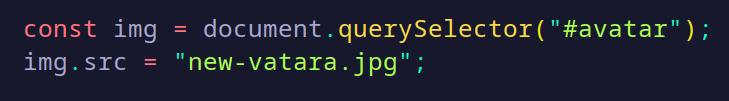 const img = document.querySelector("#avatar");
img.src = "new-vatara.jpg";